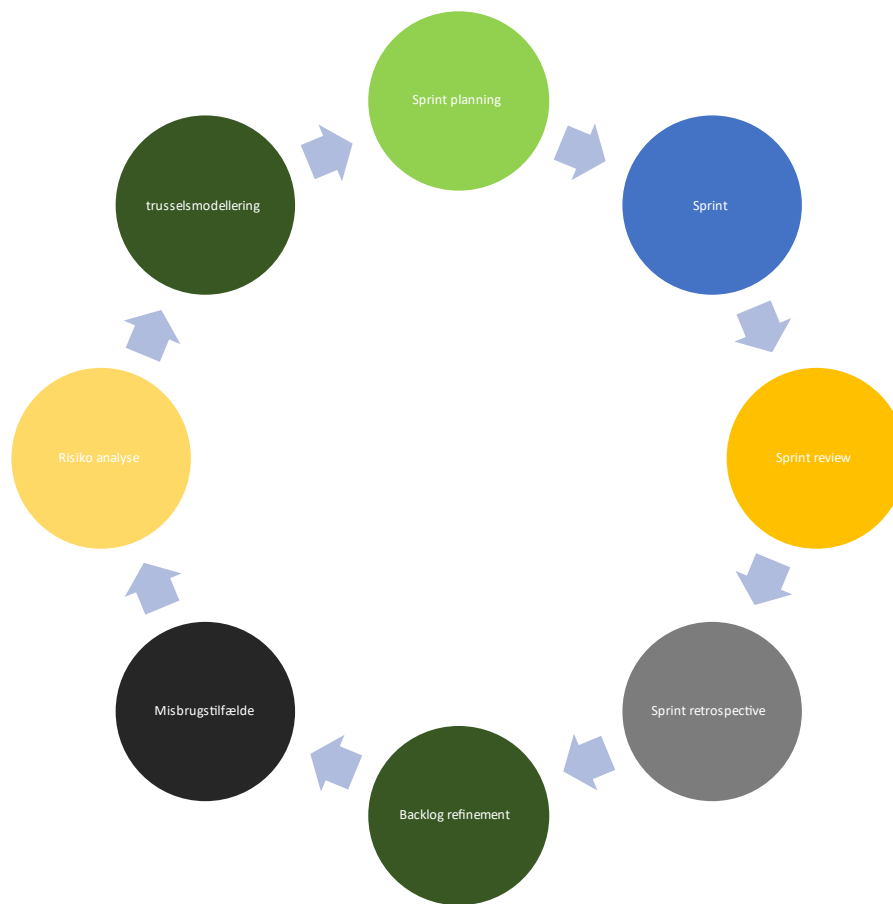 Sprint planning
Sprint
Sprint review
Sprint retrospective
Backlog refinement
Misbrugstilfælde
Risiko analyse
trusselsmodellering